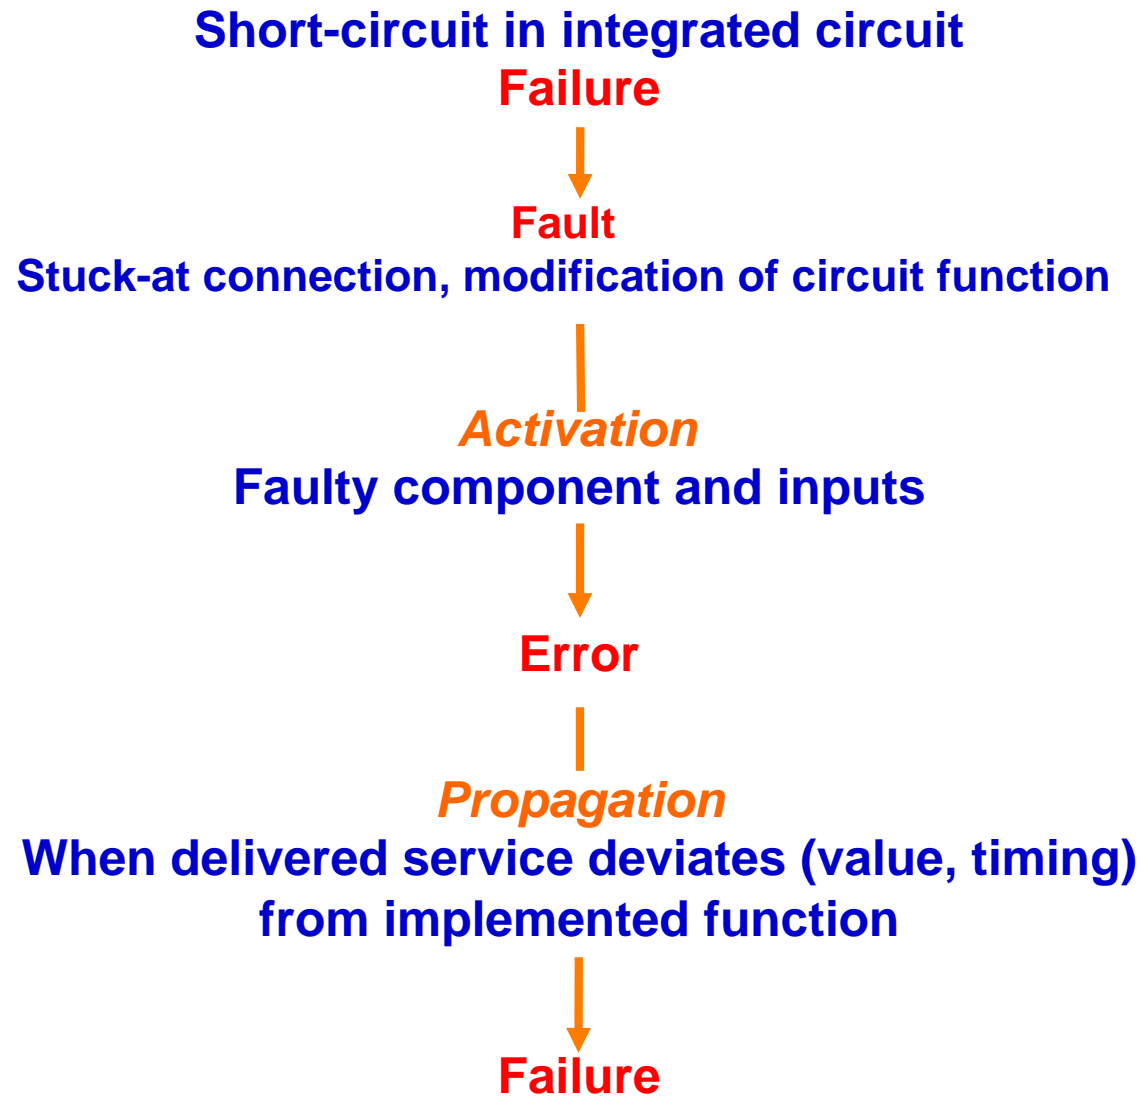 Short-circuit in integrated circuit
Failure
Fault
Stuck-at connection, modification of circuit function
Activation
Faulty component and inputs
Error
Propagation
When delivered service deviates (value, timing)
from implemented function
Failure